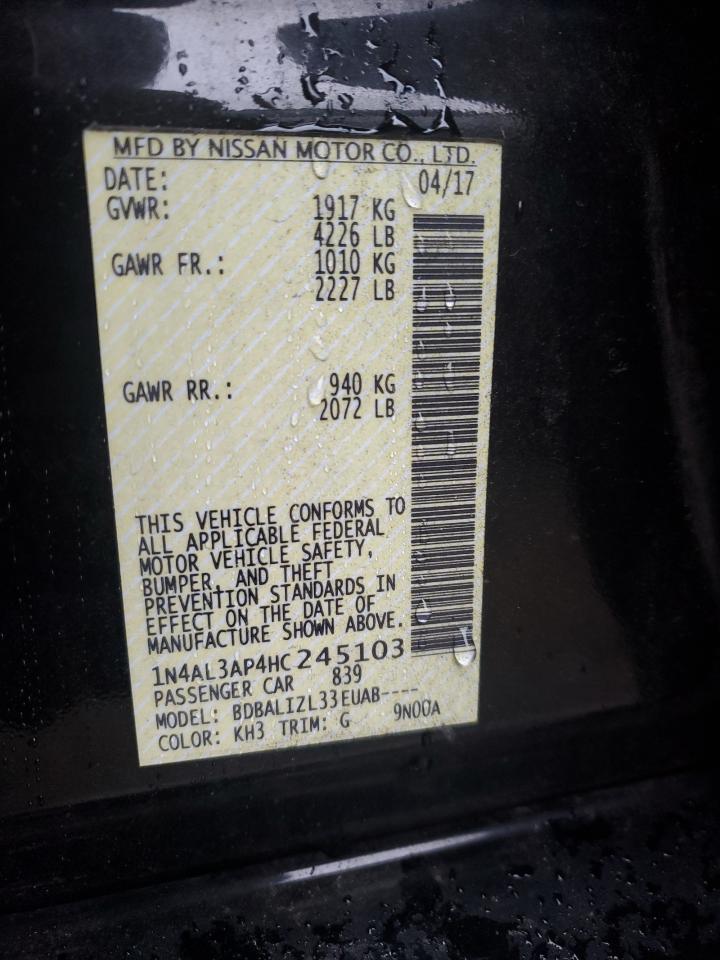 MFD BY NISSAN MOTOR CO., LTD.
DATE: 04/17
GVWR: 1917 KG
4226 LB
GAWR FR.: 1010 KG
2227 LB
GAWR RR.: 940 KG
2072 LB
THIS VEHICLE CONFORMS TO
ALL APPLICABLE FEDERAL
MOTOR VEHICLE SAFETY,
BUMPER, AND THEFT
PREVENTION STANDARDS IN
EFFECT ON THE DATE OF
MANUFACTURE SHOWN ABOVE.
1N4AL3AP4HC245103
PASSENGER CAR 839
MODEL: BDBALIZL33EUAB----
COLOR: KH3 TRIM: G 9N00A